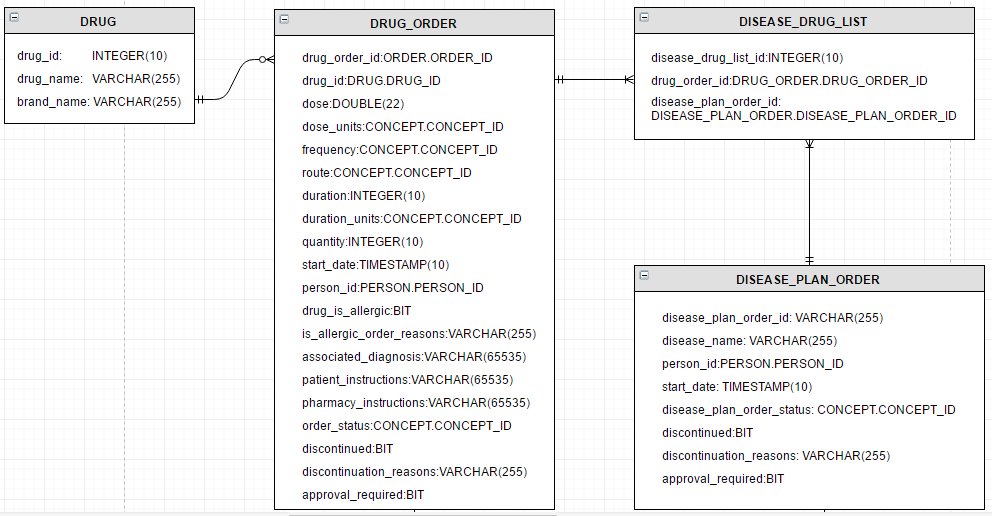 DRUG
drug_id: INTEGER(10)
drug_name: VARCHAR(255)
brand_name: VARCHAR(255)
DRUG_ORDER
drug_order_id:ORDER.ORDER_ID
drug_id:DRUG.DRUG_ID
dose:DOUBLE(22)
dose_units:CONCEPT.CONCEPT_ID
frequency:CONCEPT.CONCEPT_ID
route:CONCEPT.CONCEPT_ID
duration:INTEGER(10)
duration_units:CONCEPT.CONCEPT_ID
quantity:INTEGER(10)
start_date:TIMESTAMP(10)
person_id:PERSON.PERSON_ID
drug_is_allergic:BIT
is_allergic_order_reasons:VARCHAR(255)
associated_diagnosis:VARCHAR(65535)
patient_instructions:VARCHAR(65535)
pharmacy_instructions:VARCHAR(65535)
order_status:CONCEPT.CONCEPT_ID
discontinued:BIT
discontinuation_reasons:VARCHAR(255)
approval_required:BIT
DISEASE_DRUG_LIST
disease_drug_list_id:INTEGER(10)
drug_order_id:DRUG_ORDER.DRUG_ORDER_ID
disease_plan_order_id:
DISEASE_PLAN_ORDER.DISEASE_PLAN_ORDER_ID
DISEASE_PLAN_ORDER
disease_plan_order_id: VARCHAR(255)
disease_name: VARCHAR(255)
person_id:PERSON.PERSON_ID
start_date: TIMESTAMP(10)
disease_plan_order_status: CONCEPT.CONCEPT_ID
discontinued:BIT
discontinuation_reasons: VARCHAR(255)
approval_required:BIT